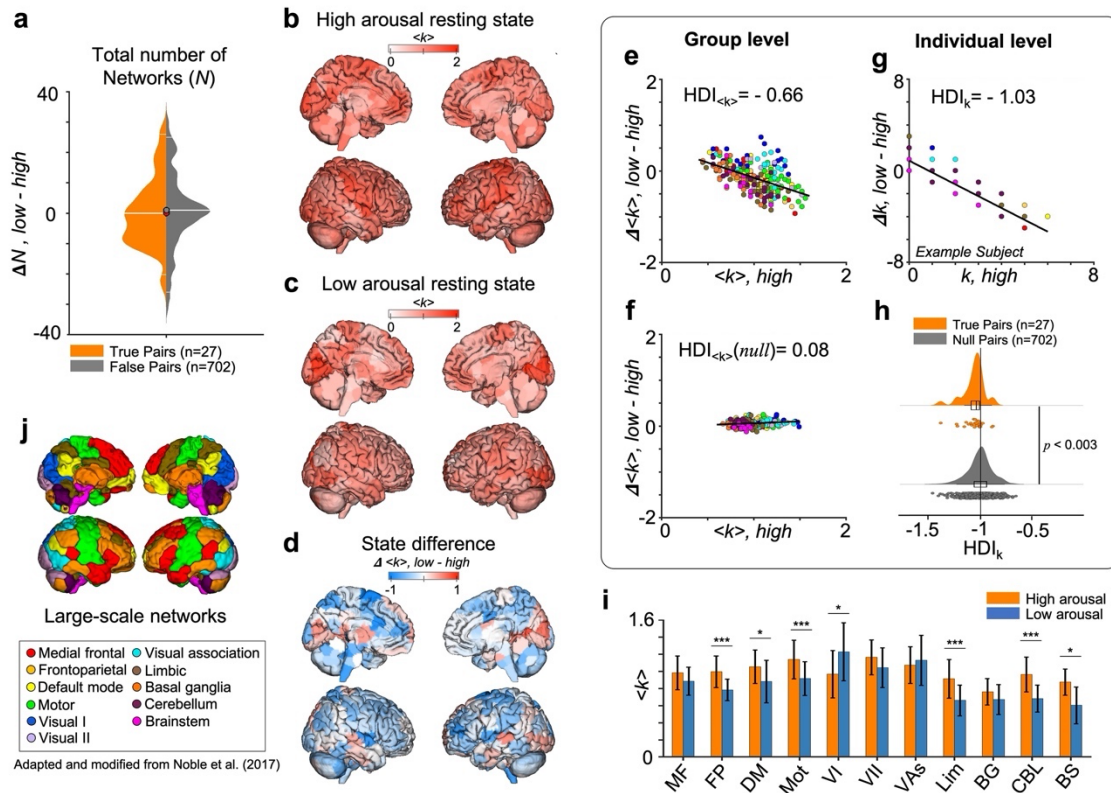 a
Total number of
Networks (N)
ΔN , low - high
40
20
0
-20
-40
True Pairs (n=27)
False Pairs (n=702)
b
High arousal resting state
<k>
0 2
c
Low arousal resting state
<k>
0 2
d
State difference
Δ <k>, low - high
-1 1
Group level
Individual level
e
HDI<k>= - 0.66
Δ<k>, low - high
2
0
-2
0 2
<k>, high
f
HDI<k>(null)= 0.08
Δ<k>, low - high
2
0
-2
0 2
<k>, high
g
HDIk= - 1.03
Δk, low - high
8
0
-8
Example Subject
0 8
k, high
h
True Pairs (n=27)
Null Pairs (n=702)
p < 0.003
-1.5 -1 -0.5
HDIk
i
High arousal
Low arousal
<k>
1.6
1
0
*** * *** * *** *** *
MF FP DM Mot VI VII VAs Lim BG CBL BS
j
Large-scale networks
Medial frontal
Frontoparietal
Default mode
Motor
Visual I
Visual II
Visual association
Limbic
Basal ganglia
Cerebellum
Brainstem
Adapted and modified from Noble et al. (2017)